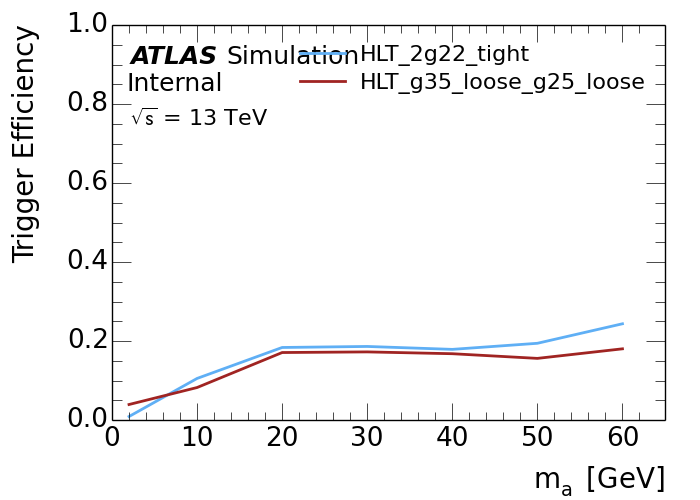 1.0
ATLAS Simulation
HLT_2g22_tight
Internal
HLT_g35_loose_g25_loose
√s = 13 TeV
0.8
0.6
0.4
0.2
0.0
Trigger Efficiency
0 10 20 30 40 50 60
mₐ [GeV]